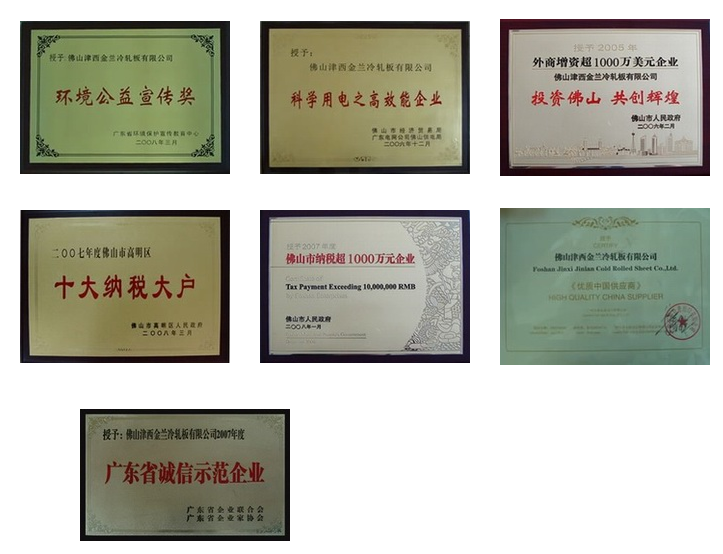 授予:佛山津西金兰冷轧板有限公司
环境公益宣传奖
广东省环境保护宣传教育中心
二〇〇八年三月
授予:
佛山津西金兰冷轧板有限公司
科学用电之高效能企业
佛山市经济贸易局
广东电网公司佛山供电局
二〇〇六年十二月
授予2005年
外商增资超1000万美元企业
佛山津西金兰冷轧板有限公司
投资佛山 共创辉煌
佛山市人民政府
二〇〇六年二月
二〇〇七年度佛山市高明区
十大纳税大户
佛山市高明区人民政府
二〇〇八年三月
授予2007年度
佛山市纳税超1000万元企业
Tax Payment Exceeding 10,000,000 RMB
佛山市人民政府
二〇〇八年一月
佛山津西金兰冷轧板有限公司
Foshan Jinxi Jinlan Cold Rolled Sheet Co.,Ltd.
《优质中国供应商》
HIGH QUALITY CHINA SUPPLIER
授予:佛山津西金兰冷轧板有限公司2007年度
广东省诚信示范企业
广东省企业联合会
广东省企业家协会